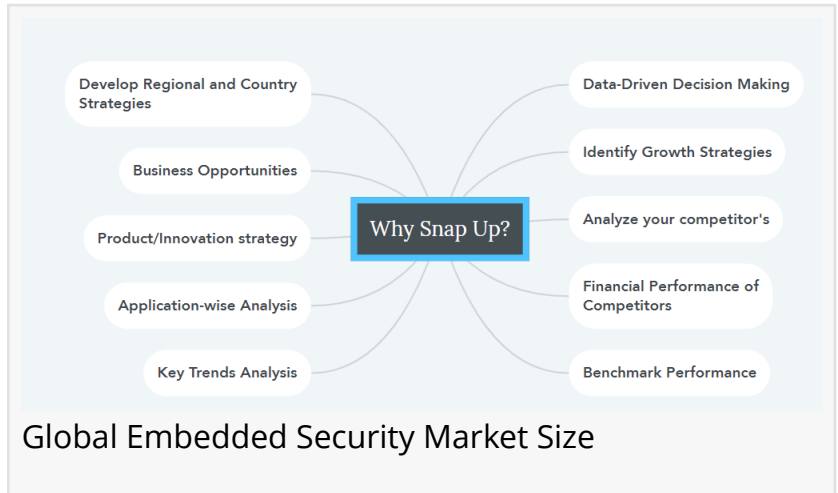 Develop Regional and Country
Strategies
Business Opportunities
Product/Innovation strategy
Application-wise Analysis
Key Trends Analysis
Why Snap Up?
Data-Driven Decision Making
Identify Growth Strategies
Analyze your competitor's
Financial Performance of
Competitors
Benchmark Performance
Global Embedded Security Market Size